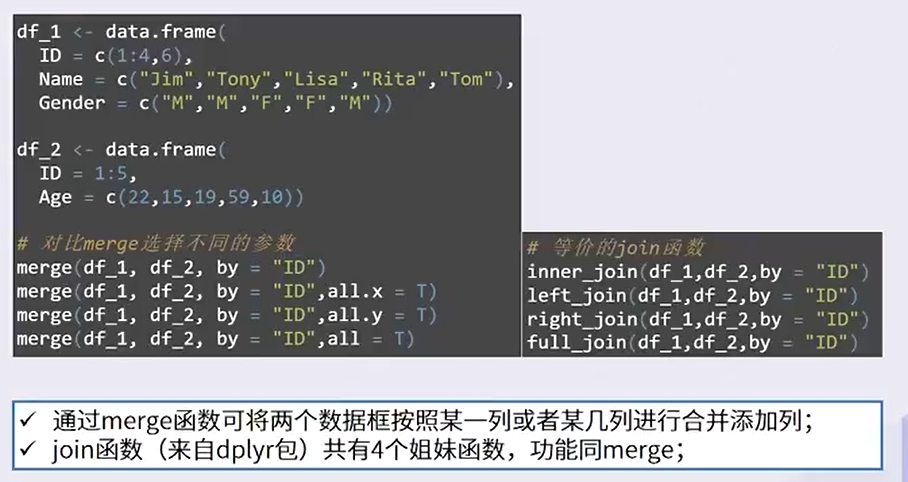 df_1 <- data.frame(
  ID = c(1:4,6),
  Name = c("Jim","Tony","Lisa","Rita","Tom"),
  Gender = c("M","M","F","F","M"))
df_2 <- data.frame(
  ID = 1:5,
  Age = c(22,15,19,59,10))
# 对比merge选择不同的参数
merge(df_1, df_2, by = "ID")
merge(df_1, df_2, by = "ID",all.x = T)
merge(df_1, df_2, by = "ID",all.y = T)
merge(df_1, df_2, by = "ID",all = T)
# 等价的join函数
inner_join(df_1,df_2,by = "ID")
left_join(df_1,df_2,by = "ID")
right_join(df_1,df_2,by = "ID")
full_join(df_1,df_2,by = "ID")
✓ 通过merge函数可将两个数据框按照某一列或者某几列进行合并添加列；
✓ join函数（来自dplyr包）共有4个姐妹函数，功能同merge；